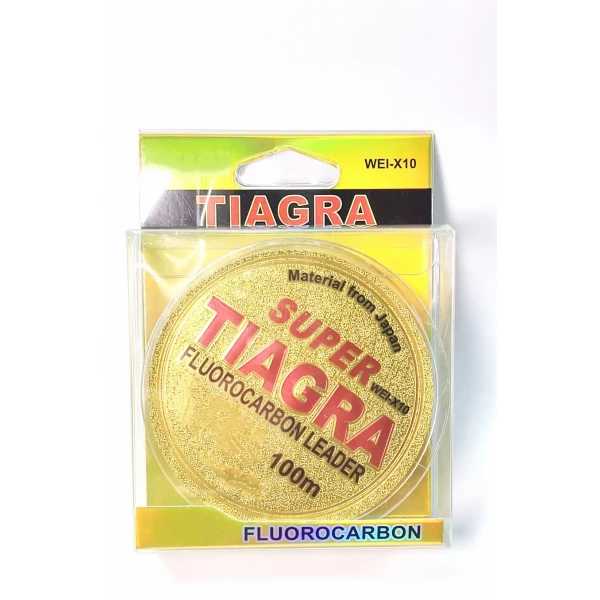 WEI-X10
TIAGRA
Material from Japan
SUPER
TIAGRA
WEI-X10
FLUOROCARBON LEADER
100m
FLUOROCARBON